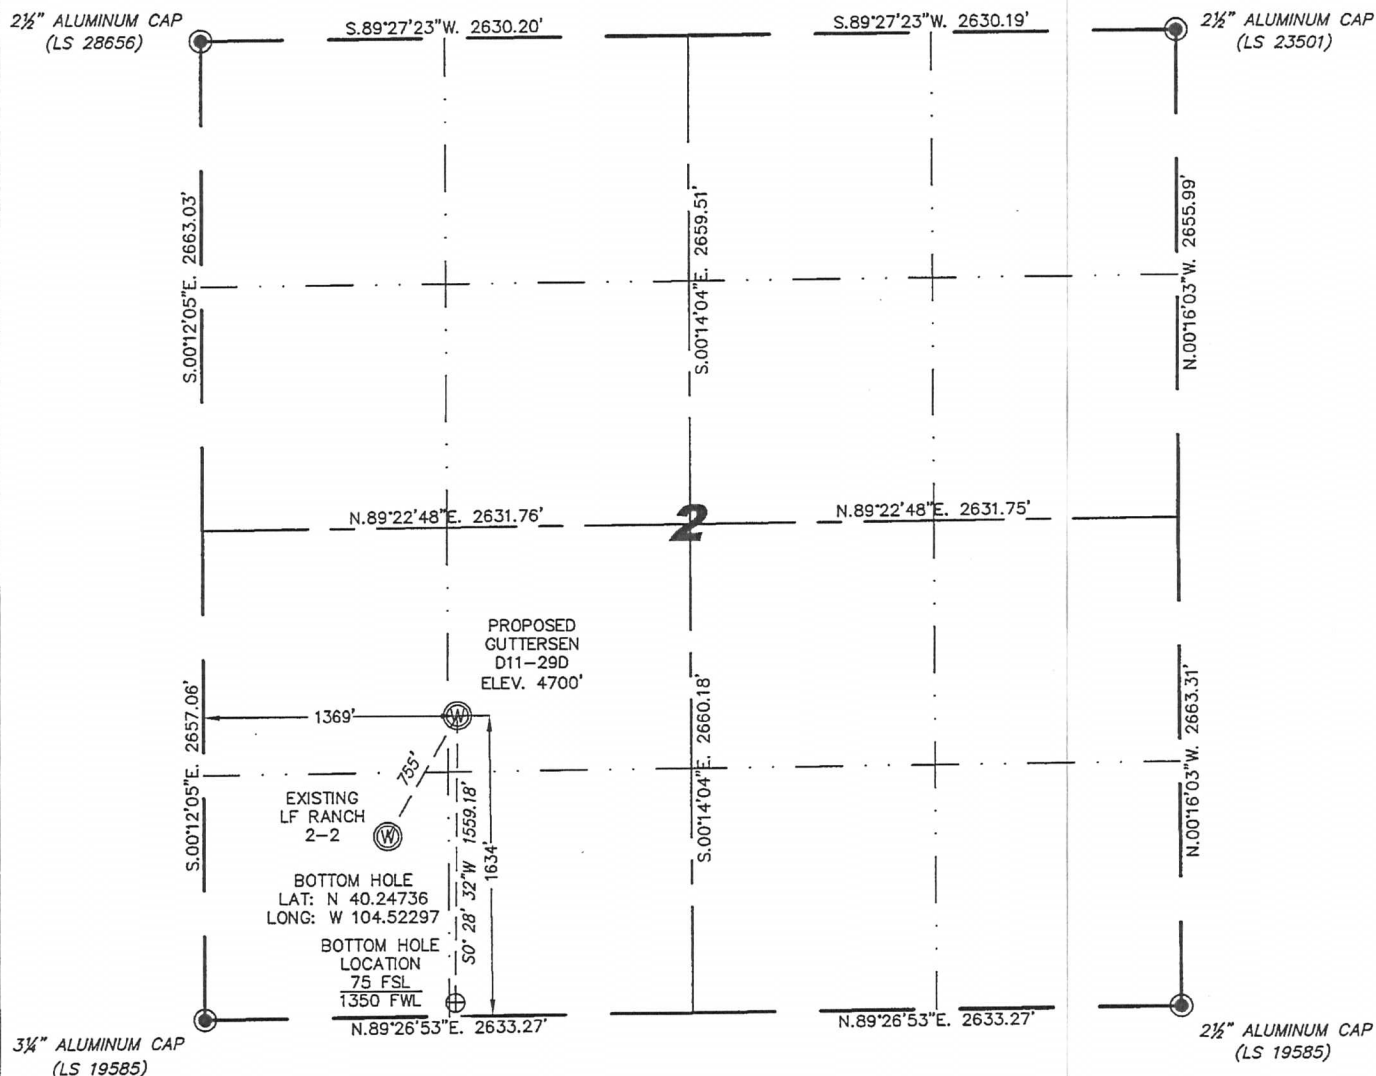 2½" ALUMINUM CAP
(LS 28656)
S.89°27'23"W. 2630.20'
S.89°27'23"W. 2630.19'
2½" ALUMINUM CAP
(LS 23501)
S.00°12'05"E. 2663.03'
S.00°14'04"E. 2659.51'
N.00°16'03"W. 2655.99'
N.89°22'48"E. 2631.76'
2
N.89°22'48"E. 2631.75'
PROPOSED
GUTTERSEN
D11-29D
ELEV. 4700'
S.00°12'05"E. 2657.06'
1369'
W
755'
S.00°14'04"E. 2660.18'
N.00°16'03"W. 2663.31'
EXISTING
LF RANCH
2-2
W
S0° 28' 32"W 1559.18'
1634'
BOTTOM HOLE
LAT: N 40.24736
LONG: W 104.52297
BOTTOM HOLE
LOCATION
75 FSL
1350 FWL
N.89°26'53"E. 2633.27'
N.89°26'53"E. 2633.27'
3¼" ALUMINUM CAP
(LS 19585)
2½" ALUMINUM CAP
(LS 19585)